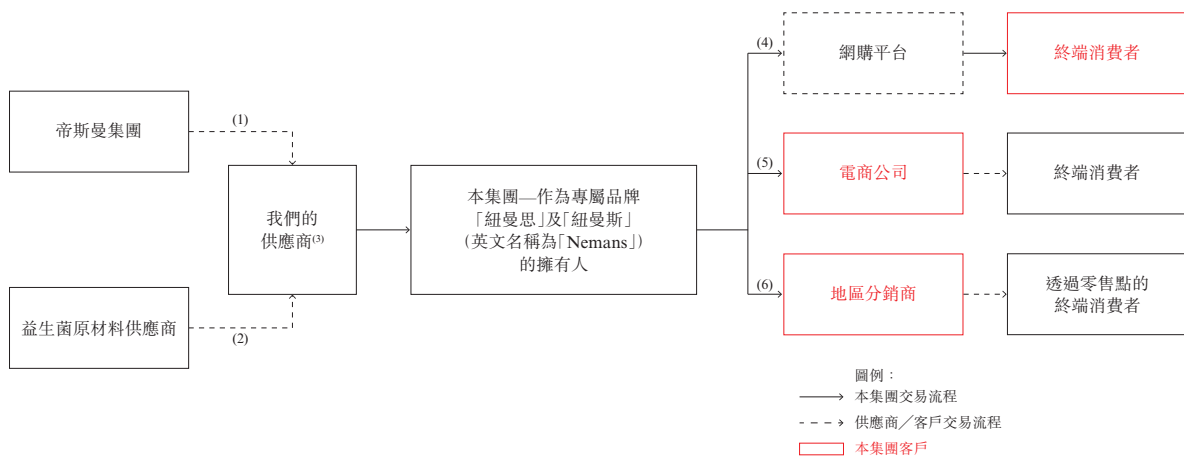 帝斯曼集團
(1)
益生菌原材料供應商
(2)
我們的
供應商(3)
本集團—作為專屬品牌
「紐曼思」及「紐曼斯」
(英文名稱為「Nemans」)
的擁有人
(4)
網購平台
終端消費者
(5)
電商公司
終端消費者
(6)
地區分銷商
透過零售點的
終端消費者
圖例：
本集團交易流程
供應商／客戶交易流程
本集團客戶